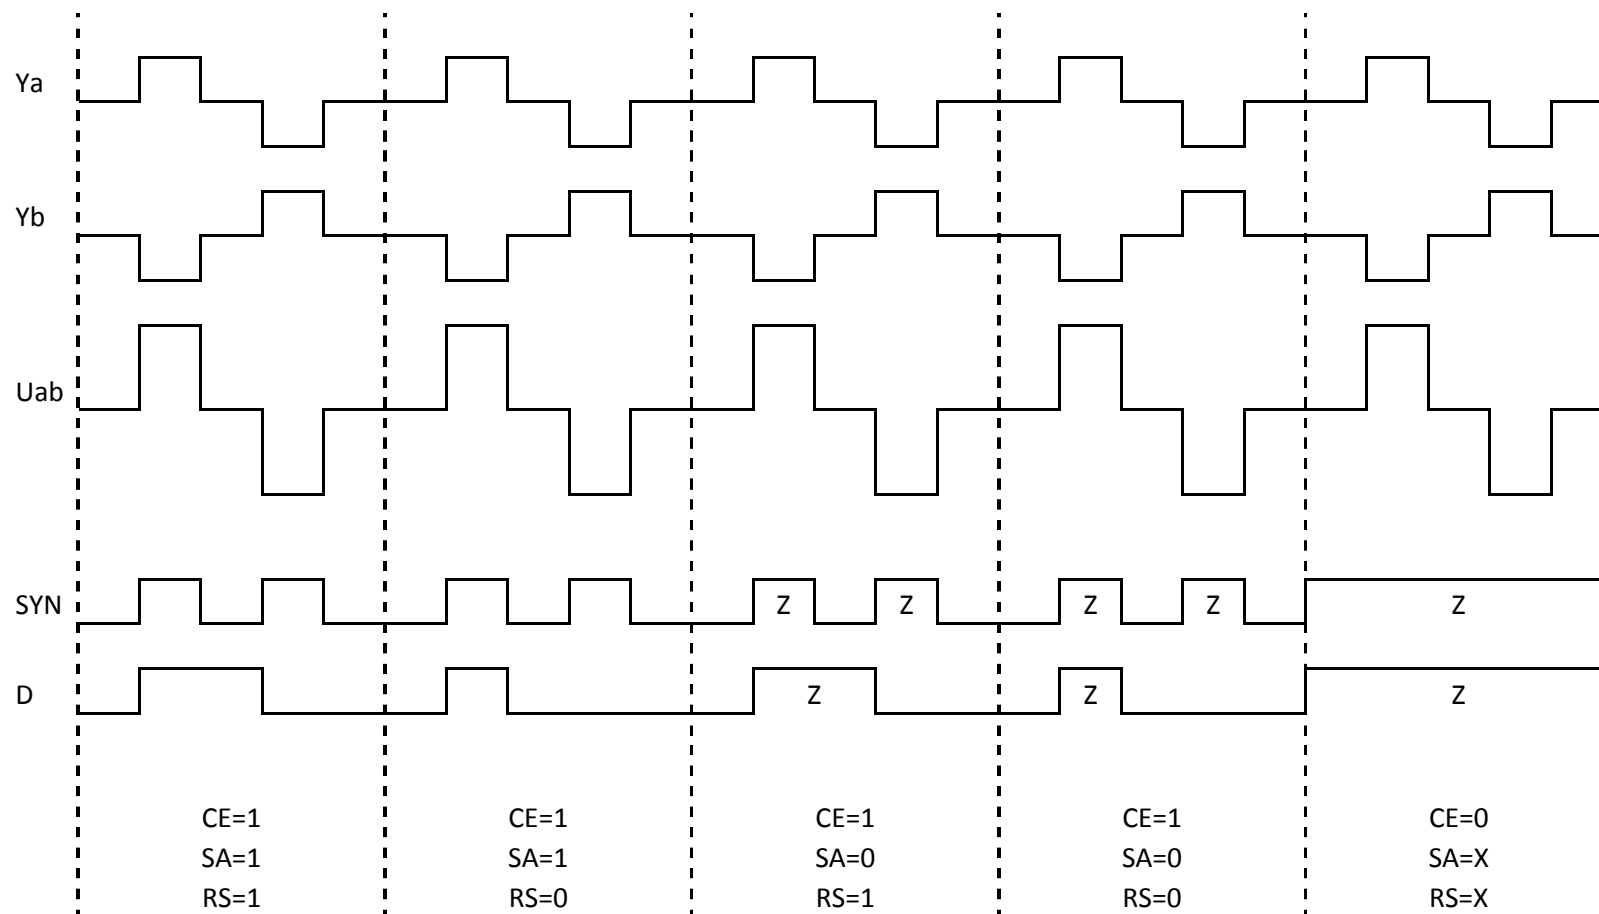 Ya
Yb
Uab
SYN Z Z Z Z Z
D Z Z Z
CE=1 CE=1 CE=1 CE=1 CE=0
SA=1 SA=1 SA=0 SA=0 SA=X
RS=1 RS=0 RS=1 RS=0 RS=X